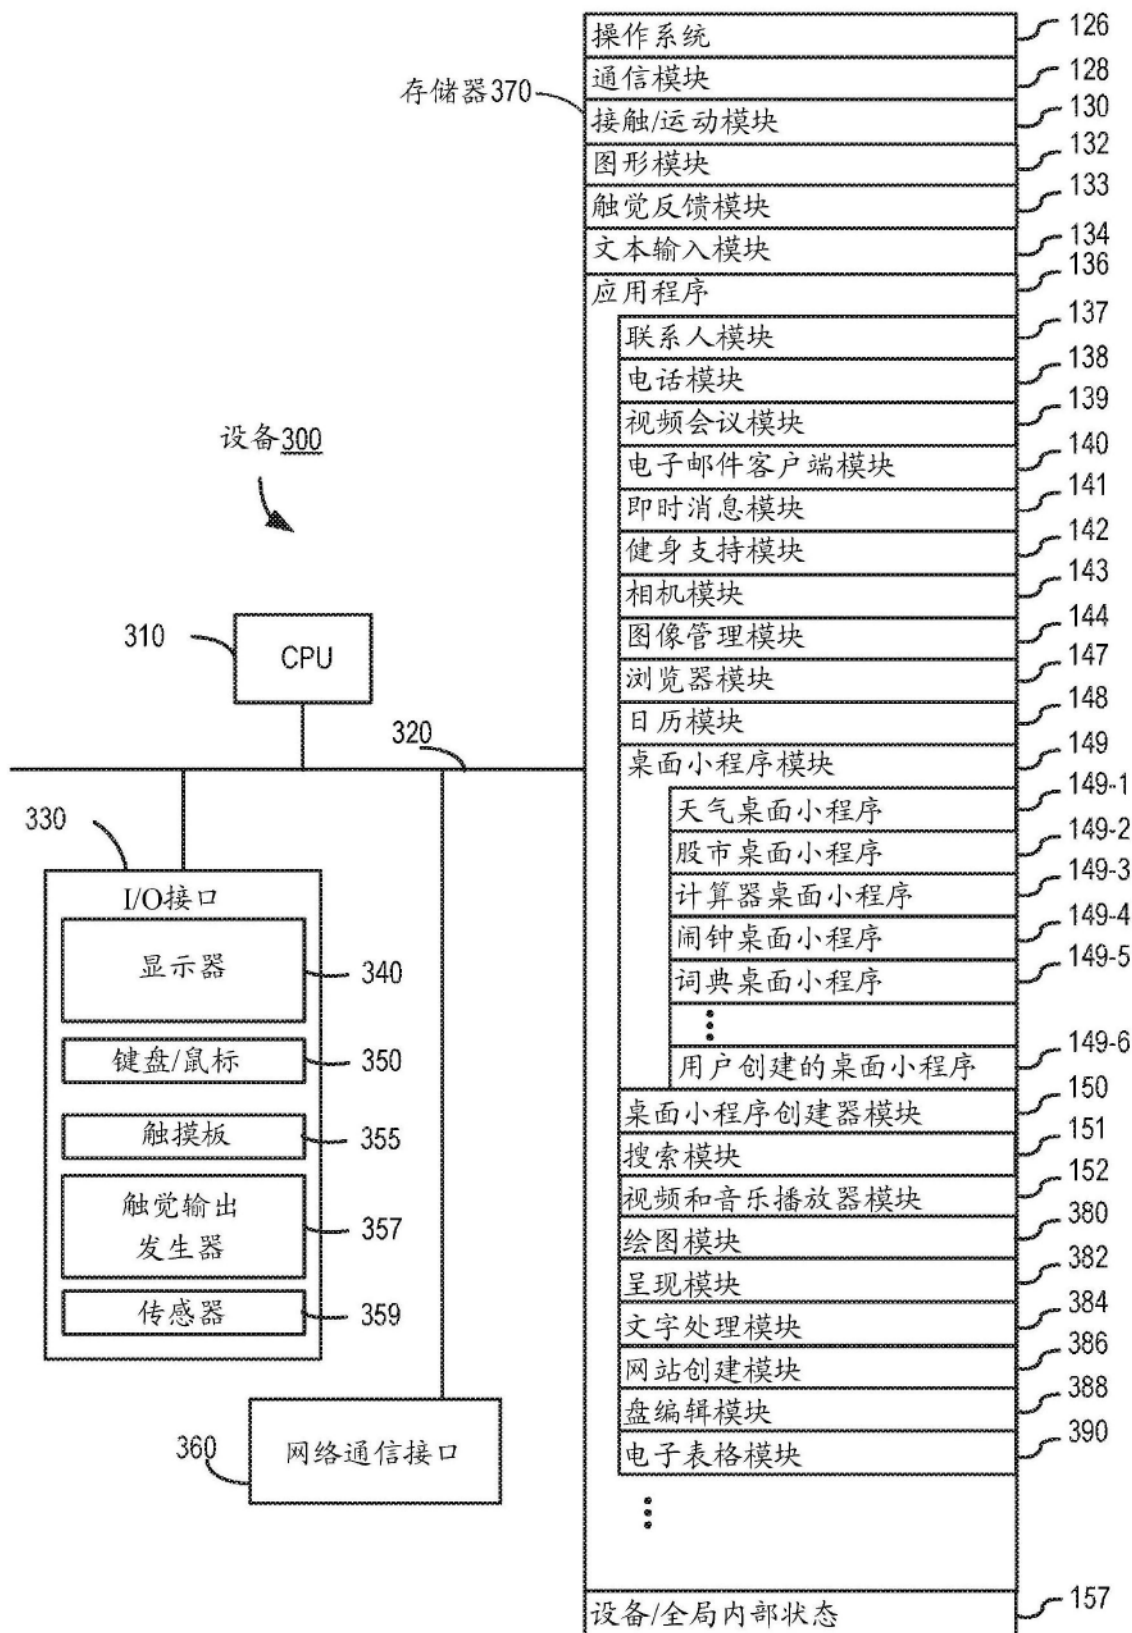 操作系统 126
通信模块 128
存储器370
接触/运动模块 130
图形模块 132
触觉反馈模块 133
文本输入模块 134
应用程序 136
联系人模块 137
电话模块 138
视频会议模块 139
设备300
电子邮件客户端模块 140
即时消息模块 141
健身支持模块 142
相机模块 143
图像管理模块 144
310
CPU
浏览器模块 147
日历模块 148
320
桌面小程序模块 149
天气桌面小程序 149-1
股市桌面小程序 149-2
计算器桌面小程序 149-3
闹钟桌面小程序 149-4
词典桌面小程序 149-5
用户创建的桌面小程序 149-6
330
I/O接口
显示器 340
键盘/鼠标 350
触摸板 355
触觉输出
发生器 357
传感器 359
桌面小程序创建器模块 150
搜索模块 151
视频和音乐播放器模块 152
绘图模块 380
呈现模块 382
文字处理模块 384
网站创建模块 386
盘编辑模块 388
电子表格模块 390
360
网络通信接口
设备/全局内部状态 157